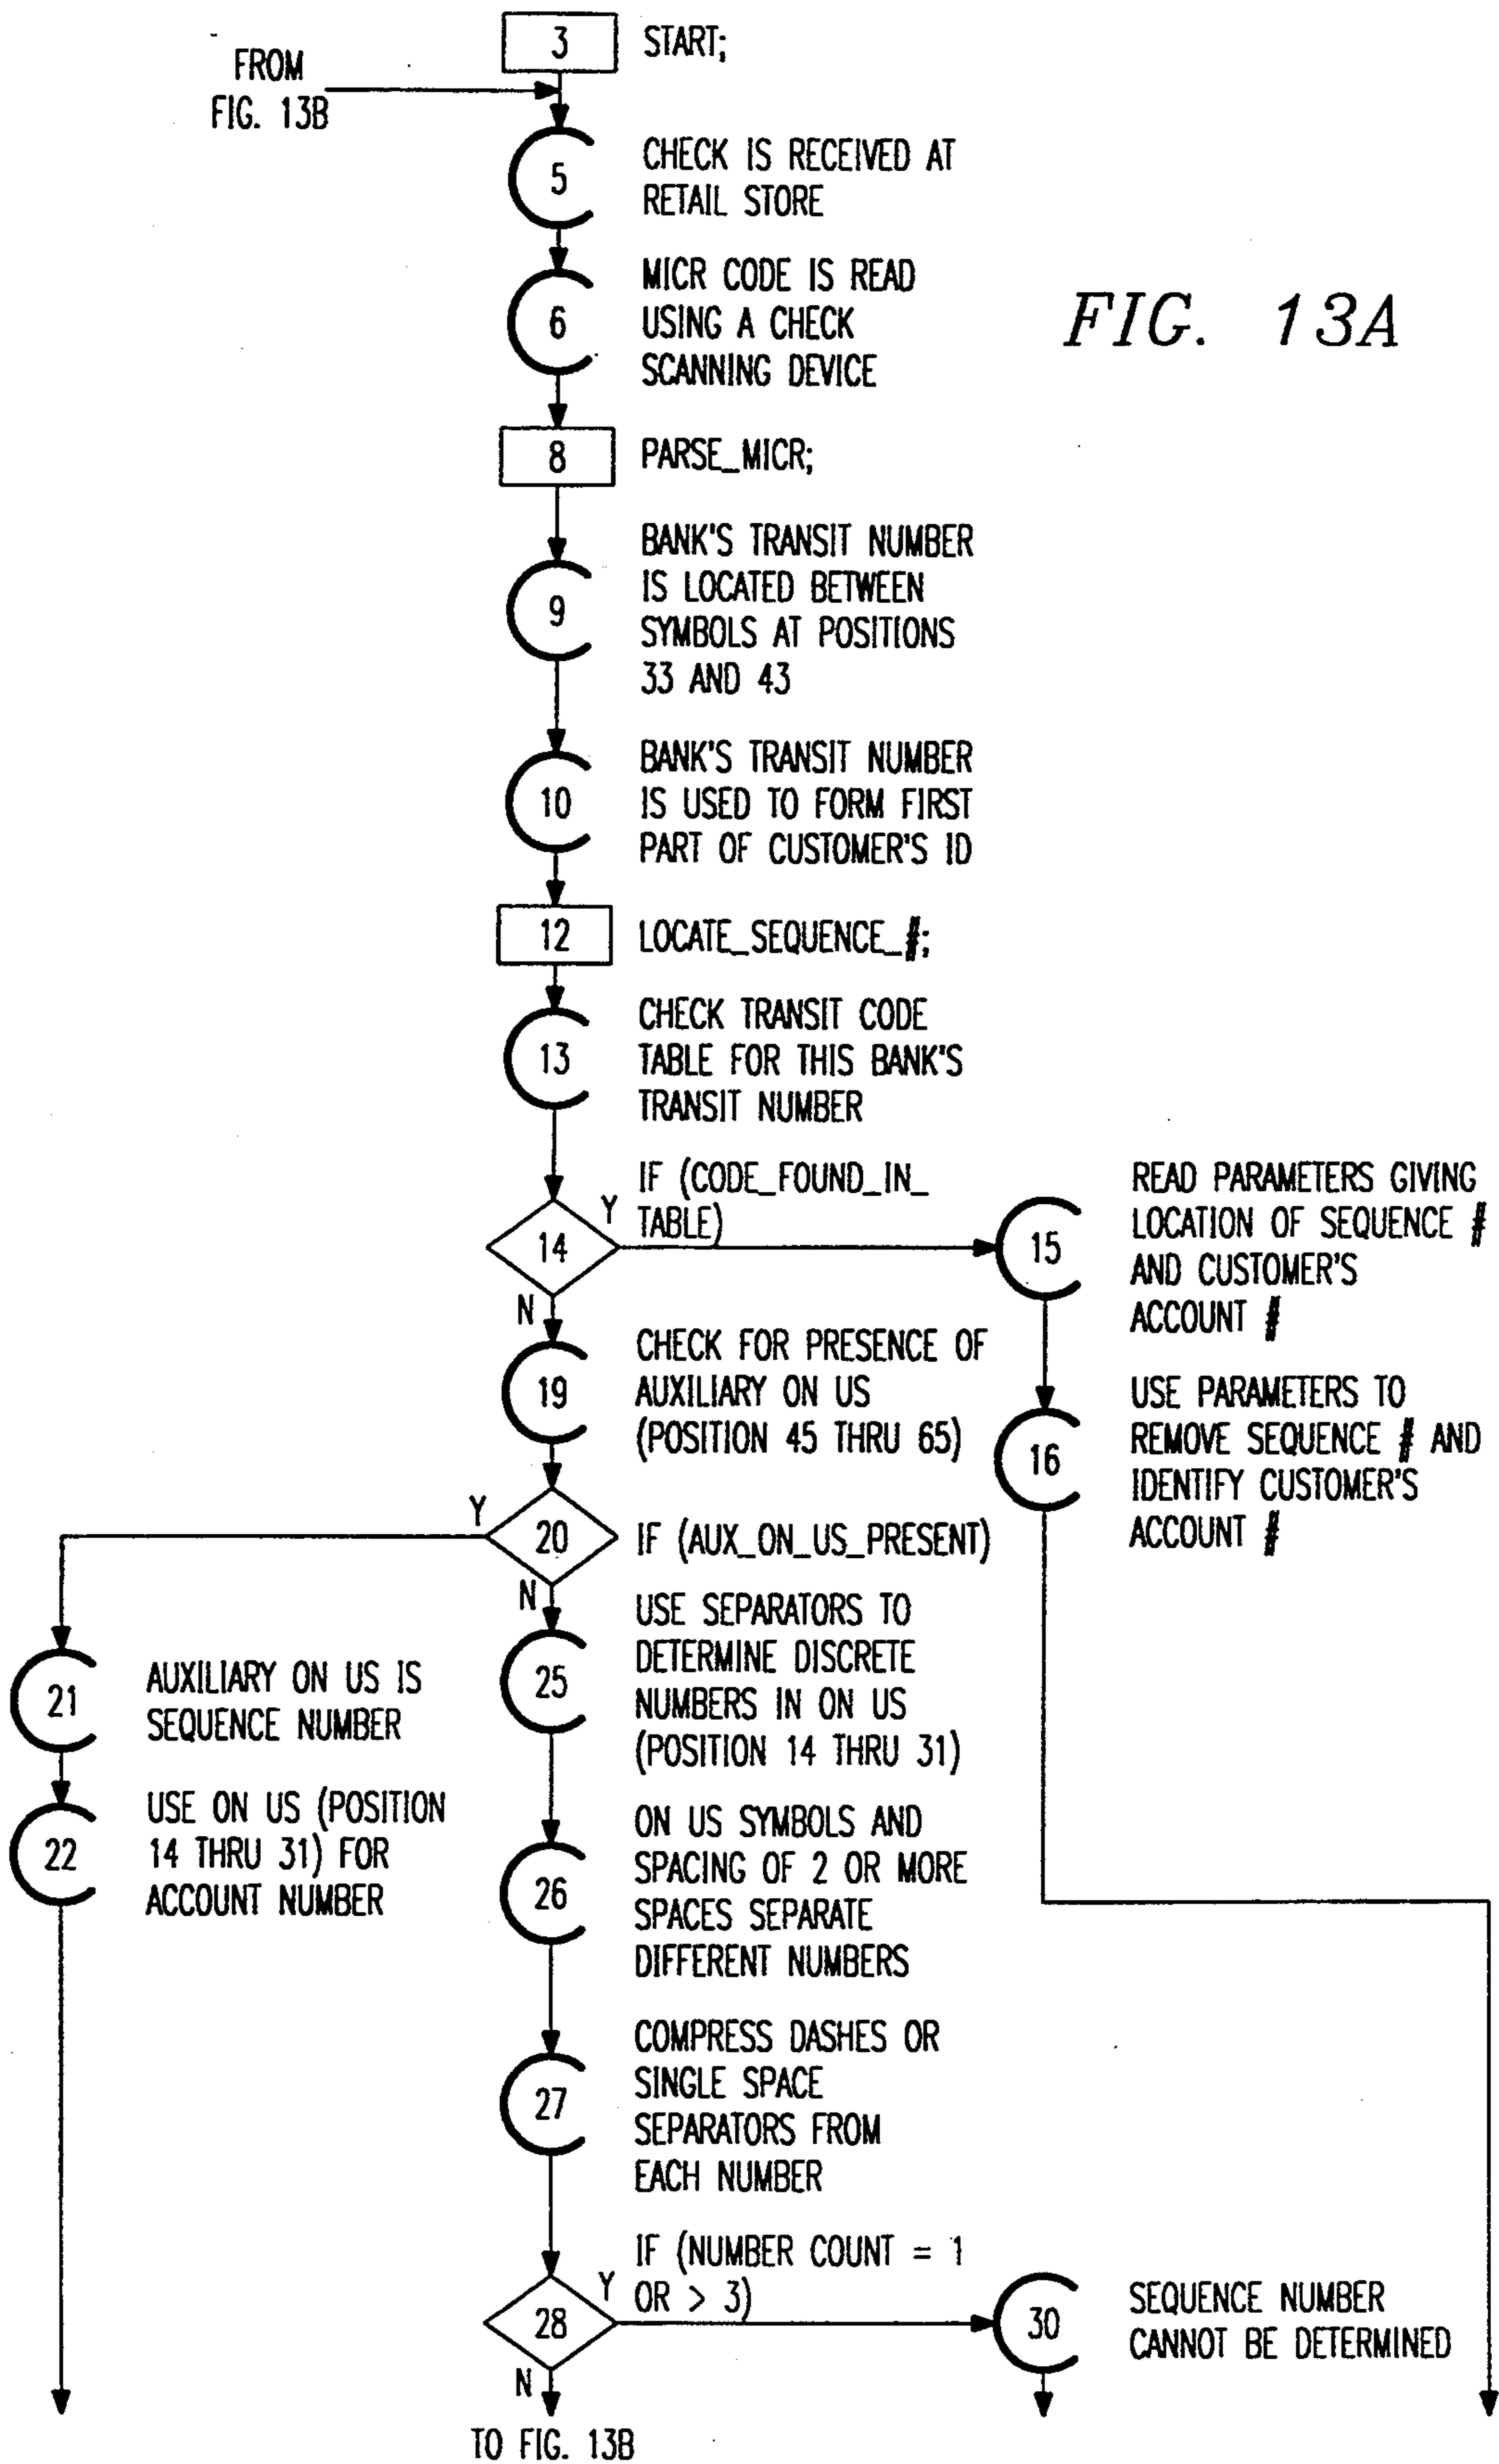 3 START;
FROM
FIG. 13B
5 CHECK IS RECEIVED AT
RETAIL STORE
MICR CODE IS READ
6 USING A CHECK
SCANNING DEVICE
FIG. 13A
8 PARSE_MICR;
BANK'S TRANSIT NUMBER
IS LOCATED BETWEEN
9 SYMBOLS AT POSITIONS
33 AND 43
BANK'S TRANSIT NUMBER
10 IS USED TO FORM FIRST
PART OF CUSTOMER'S ID
12 LOCATE_SEQUENCE_#;
CHECK TRANSIT CODE
13 TABLE FOR THIS BANK'S
TRANSIT NUMBER
IF (CODE_FOUND_IN_
Y TABLE)
14
N
READ PARAMETERS GIVING
LOCATION OF SEQUENCE #
15 AND CUSTOMER'S
ACCOUNT #
CHECK FOR PRESENCE OF
19 AUXILIARY ON US
(POSITION 45 THRU 65)
USE PARAMETERS TO
REMOVE SEQUENCE # AND
16 IDENTIFY CUSTOMER'S
ACCOUNT #
Y
20 IF (AUX_ON_US_PRESENT)
N
21 AUXILIARY ON US IS
SEQUENCE NUMBER
USE ON US (POSITION
22 14 THRU 31) FOR
ACCOUNT NUMBER
USE SEPARATORS TO
DETERMINE DISCRETE
25 NUMBERS IN ON US
(POSITION 14 THRU 31)
ON US SYMBOLS AND
SPACING OF 2 OR MORE
26 SPACES SEPARATE
DIFFERENT NUMBERS
COMPRESS DASHES OR
SINGLE SPACE
27 SEPARATORS FROM
EACH NUMBER
IF (NUMBER COUNT = 1
Y OR > 3)
28
N
30 SEQUENCE NUMBER
CANNOT BE DETERMINED
TO FIG. 13B